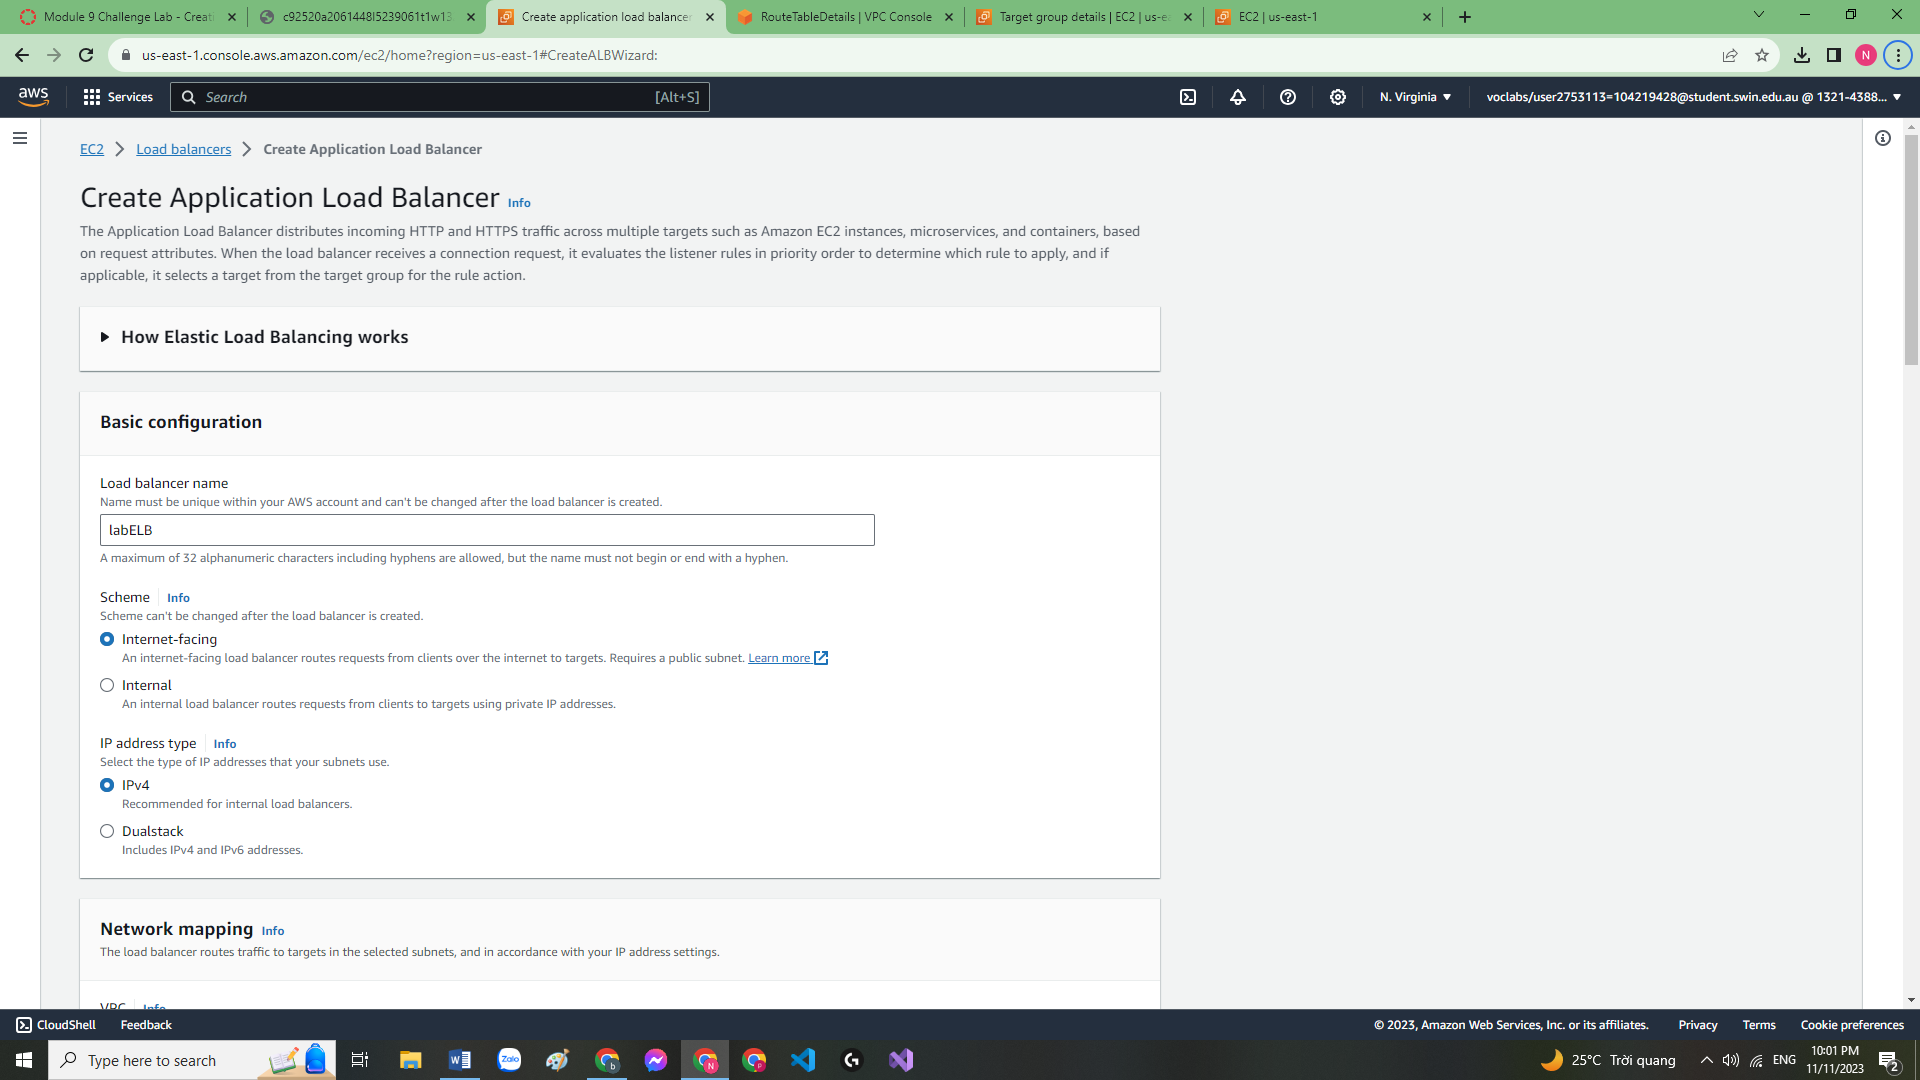 Module 9 Challenge Lab - Creati
c92520a2061448l5239061t1w13
Create application load balancer
RouteTableDetails | VPC Console
Target group details | EC2 | us-ea
EC2 | us-east-1
us-east-1.console.aws.amazon.com/ec2/home?region=us-east-1#CreateALBWizard:
N
aws
Services
Search
[Alt+S]
N. Virginia
voclabs/user2753113=104219428@student.swin.edu.au @ 1321-4388...
EC2
Load balancers
Create Application Load Balancer
Create Application Load Balancer Info
The Application Load Balancer distributes incoming HTTP and HTTPS traffic across multiple targets such as Amazon EC2 instances, microservices, and containers, based
on request attributes. When the load balancer receives a connection request, it evaluates the listener rules in priority order to determine which rule to apply, and if
applicable, it selects a target from the target group for the rule action.
How Elastic Load Balancing works
Basic configuration
Load balancer name
Name must be unique within your AWS account and can't be changed after the load balancer is created.
labELB
A maximum of 32 alphanumeric characters including hyphens are allowed, but the name must not begin or end with a hyphen.
Scheme Info
Scheme can't be changed after the load balancer is created.
Internet-facing
An internet-facing load balancer routes requests from clients over the internet to targets. Requires a public subnet. Learn more
Internal
An internal load balancer routes requests from clients to targets using private IP addresses.
IP address type Info
Select the type of IP addresses that your subnets use.
IPv4
Recommended for internal load balancers.
Dualstack
Includes IPv4 and IPv6 addresses.
Network mapping Info
The load balancer routes traffic to targets in the selected subnets, and in accordance with your IP address settings.
VPC Info
CloudShell
Feedback
© 2023, Amazon Web Services, Inc. or its affiliates.
Privacy
Terms
Cookie preferences
Type here to search
Zalo
25°C Trời quang
ENG
10:01 PM
11/11/2023
2